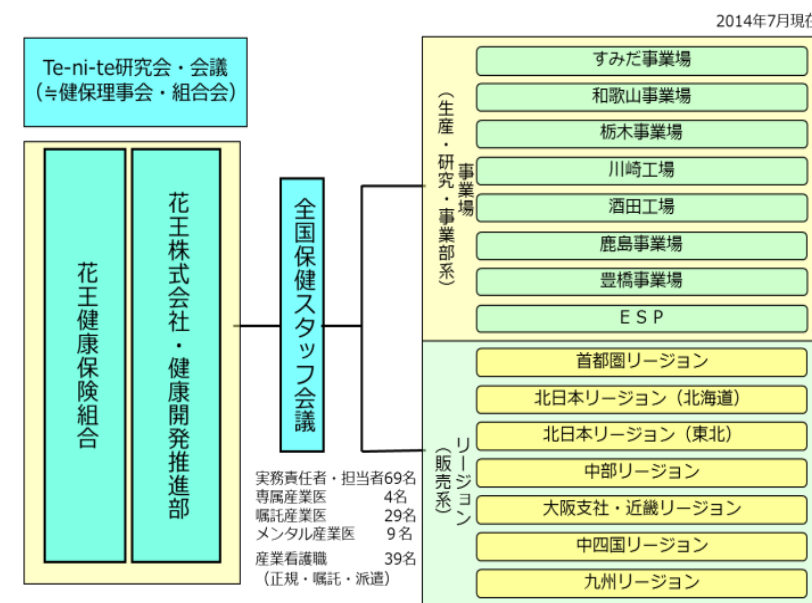 2014年7月現在
Te-ni-te研究会・会議
（≒健保理事会・組合会）
花王健康保険組合
花王株式会社・健康開発推進部
全国保健スタッフ会議
実務責任者・担当者69名
専属産業医 4名
嘱託産業医 29名
メンタル産業医 9名
産業看護職 39名
（正規・嘱託・派遣）
事業場
（生産・研究・事業部系）
すみだ事業場
和歌山事業場
栃木事業場
川崎工場
酒田工場
鹿島事業場
豊橋事業場
ＥＳＰ
リージョン
（販売系）
首都圏リージョン
北日本リージョン（北海道）
北日本リージョン（東北）
中部リージョン
大阪支社・近畿リージョン
中四国リージョン
九州リージョン